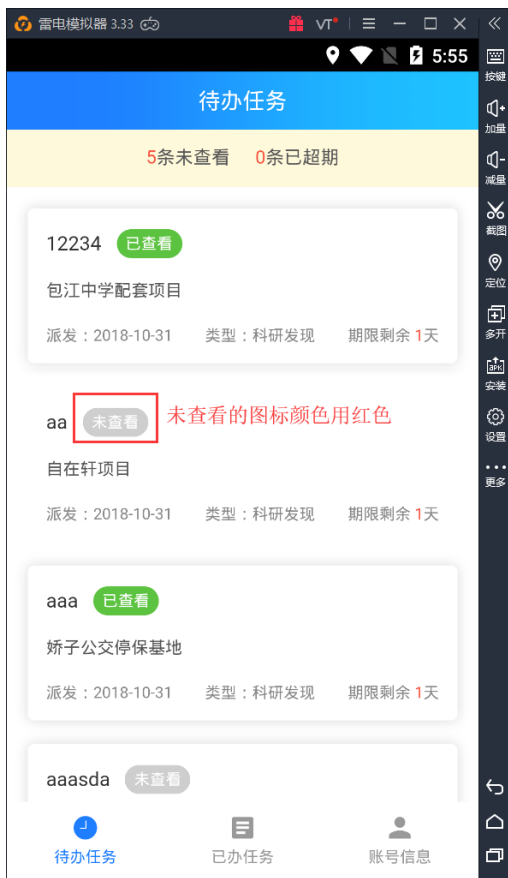 雷电模拟器 3.33
5:55
按键
加量
减量
截图
定位
多开
安装
设置
更多
待办任务
5条未查看 0条已超期
12234 已查看
包江中学配套项目
派发：2018-10-31 类型：科研发现 期限剩余 1天
aa 未查看 未查看的图标颜色用红色
自在轩项目
派发：2018-10-31 类型：科研发现 期限剩余 1天
aaa 已查看
娇子公交停保基地
派发：2018-10-31 类型：科研发现 期限剩余 1天
aaasda 未查看
待办任务 已办任务 账号信息